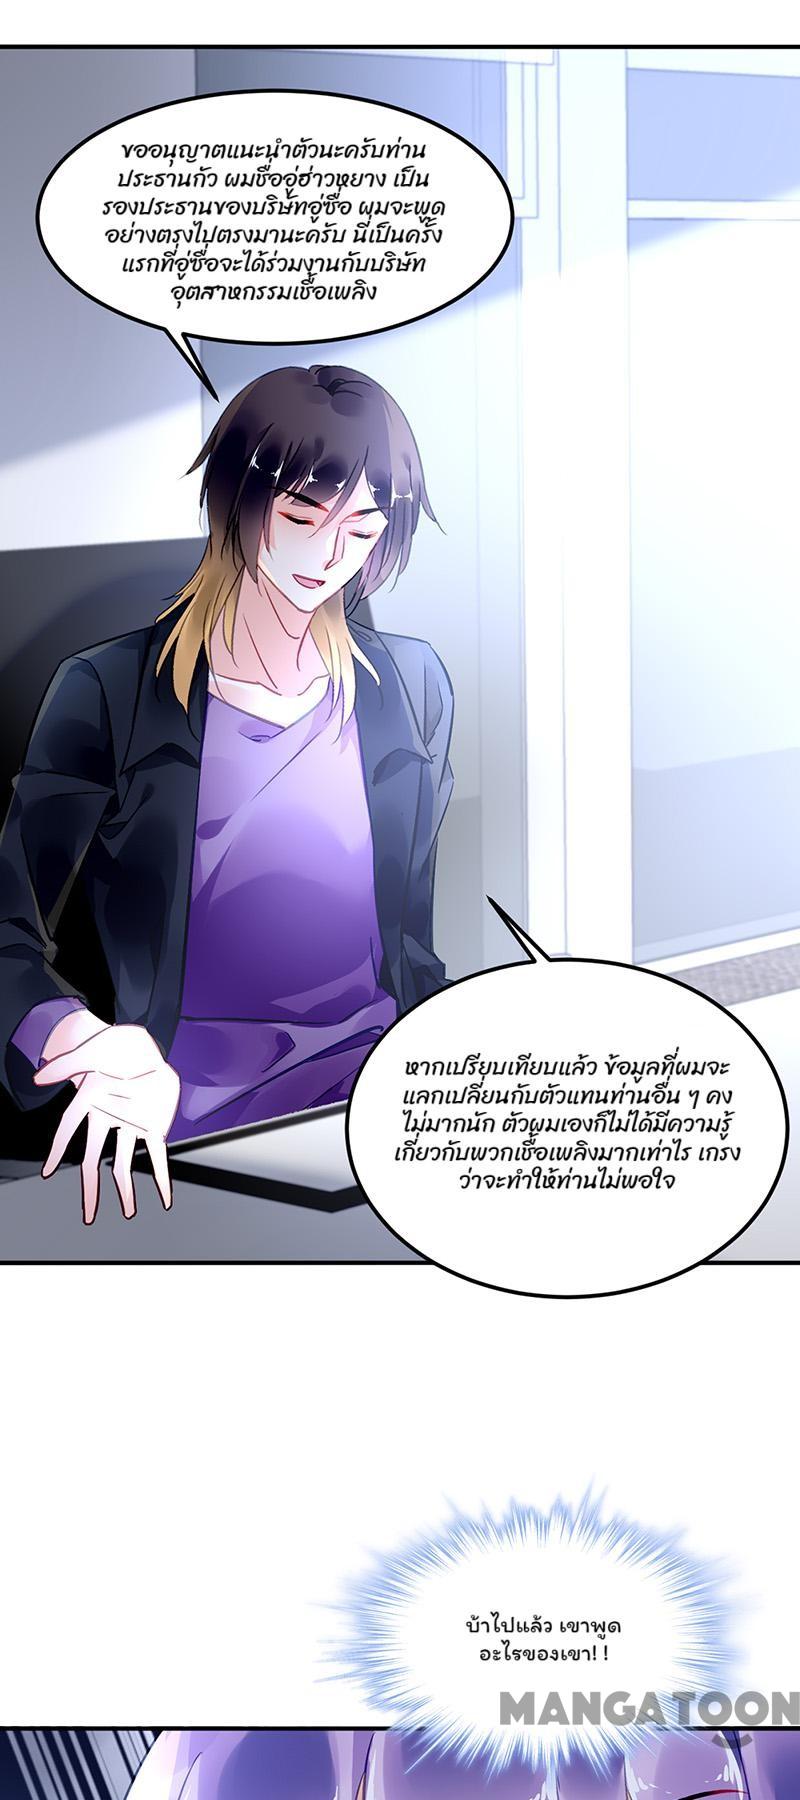 ขออนุญาตแนะนำตัวนะครับท่าน
ประธานกัว ผมชื่ออู่ฮ่าวหยาง เป็น
รองประธานของบริษัทอู่ซื่อ ผมจะพูด
อย่างตรงไปตรงมานะครับ นี่เป็นครั้ง
แรกที่อู่ซื่อจะได้ร่วมงานกับบริษัท
อุตสาหกรรมเชื้อเพลิง
หากเปรียบเทียบแล้ว ข้อมูลที่ผมจะ
แลกเปลี่ยนกับตัวแทนท่านอื่น ๆ คง
ไม่มากนัก ตัวผมเองก็ไม่ได้มีความรู้
เกี่ยวกับพวกเชื้อเพลิงมากเท่าไร เกรง
ว่าจะทำให้ท่านไม่พอใจ
บ้าไปแล้ว เขาพูด
อะไรของเขา!!
MANGATOON